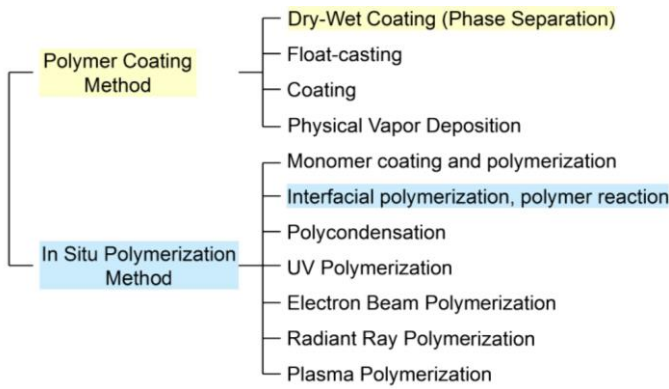 Dry-Wet Coating (Phase Separation)
Polymer Coating
Method
Float-casting
Coating
Physical Vapor Deposition
Monomer coating and polymerization
Interfacial polymerization, polymer reaction
Polycondensation
In Situ Polymerization
Method
UV Polymerization
Electron Beam Polymerization
Radiant Ray Polymerization
Plasma Polymerization